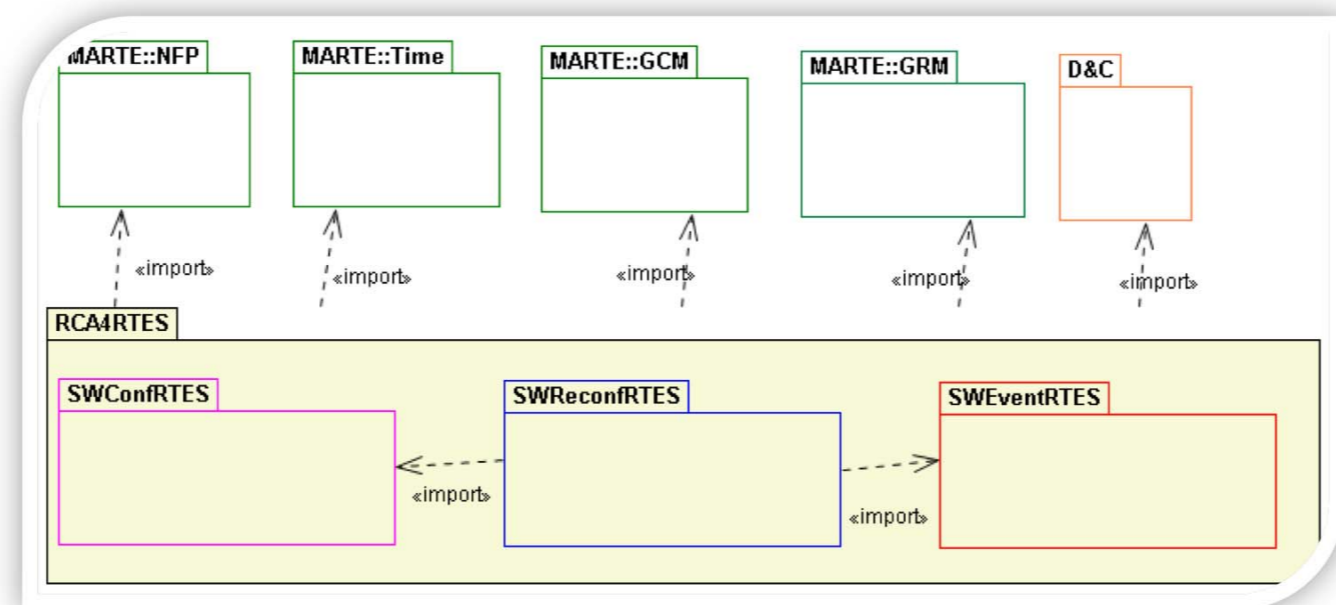 MARTE::NFP
MARTE::Time
MARTE::GCM
MARTE::GRM
D&C
«import»
«import»
«import»
«import»
«import»
RCA4RTES
SWConfRTES
SWReconfRTES
SWEventRTES
«import»
«import»